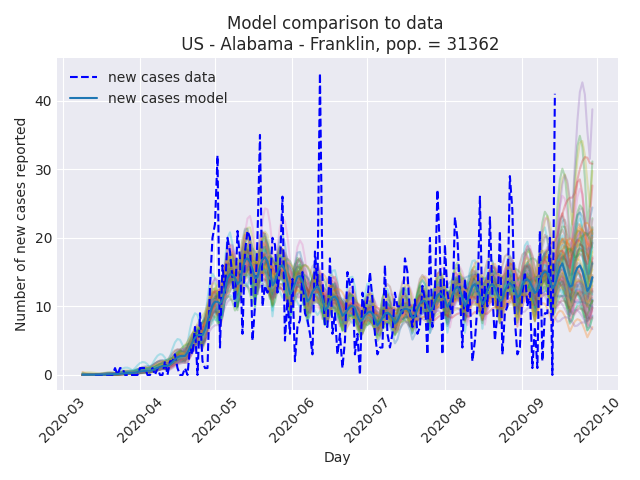 Model comparison to data
US - Alabama - Franklin, pop. = 31362
new cases data
new cases model
Number of new cases reported
40
30
20
10
0
2020-03
2020-04
2020-05
2020-06
2020-07
2020-08
2020-09
2020-10
Day